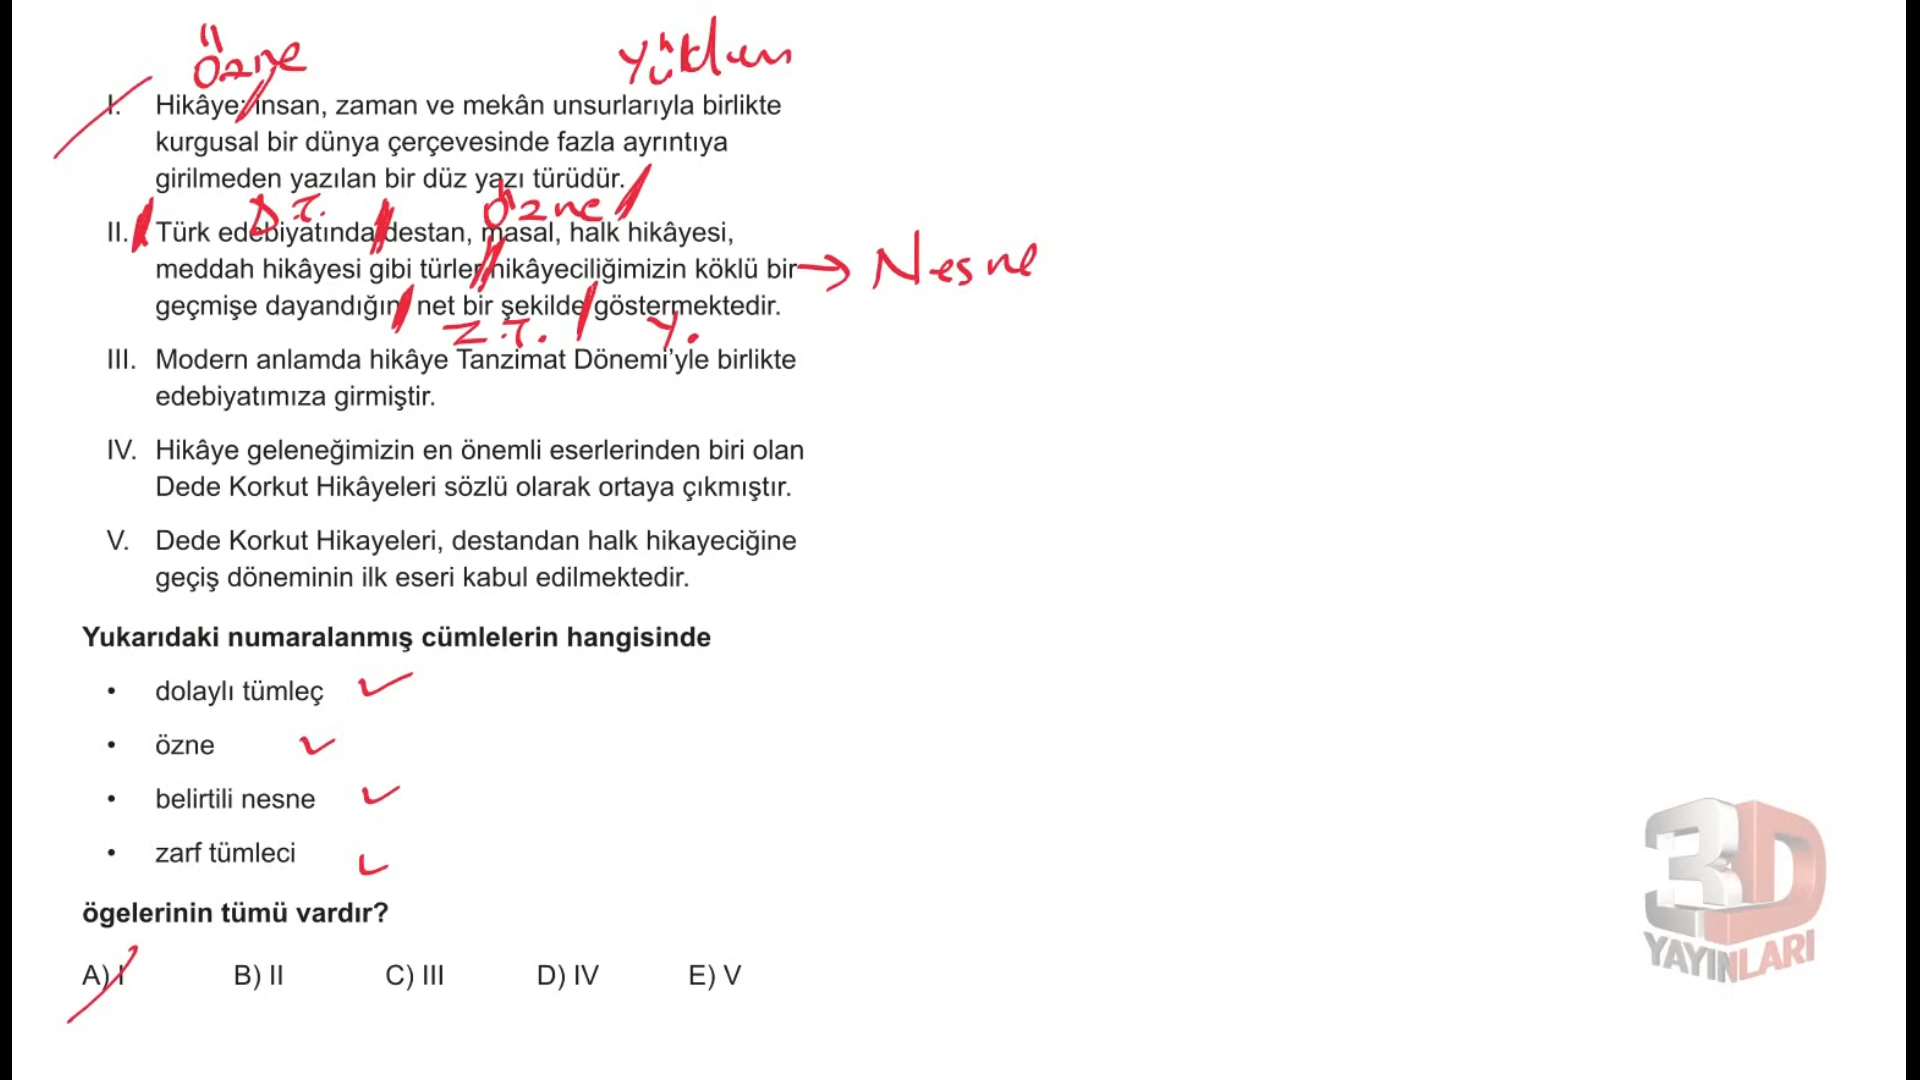 Özne
Yüklem
I. Hikâye; insan, zaman ve mekân unsurlarıyla birlikte
kurgusal bir dünya çerçevesinde fazla ayrıntıya
girilmeden yazılan bir düz yazı türüdür.
D.T.
Özne
II. Türk edebiyatında destan, masal, halk hikâyesi,
meddah hikâyesi gibi türler hikâyeciliğimizin köklü bir → Nesne
geçmişe dayandığını net bir şekilde göstermektedir.
Z.T. Y.
III. Modern anlamda hikâye Tanzimat Dönemi’yle birlikte
edebiyatımıza girmiştir.
IV. Hikâye geleneğimizin en önemli eserlerinden biri olan
Dede Korkut Hikâyeleri sözlü olarak ortaya çıkmıştır.
V. Dede Korkut Hikayeleri, destandan halk hikayeciğine
geçiş döneminin ilk eseri kabul edilmektedir.
Yukarıdaki numaralanmış cümlelerin hangisinde
• dolaylı tümleç
• özne
• belirtili nesne
• zarf tümleci
ögelerinin tümü vardır?
A) I B) II C) III D) IV E) V
3D
YAYINLARI